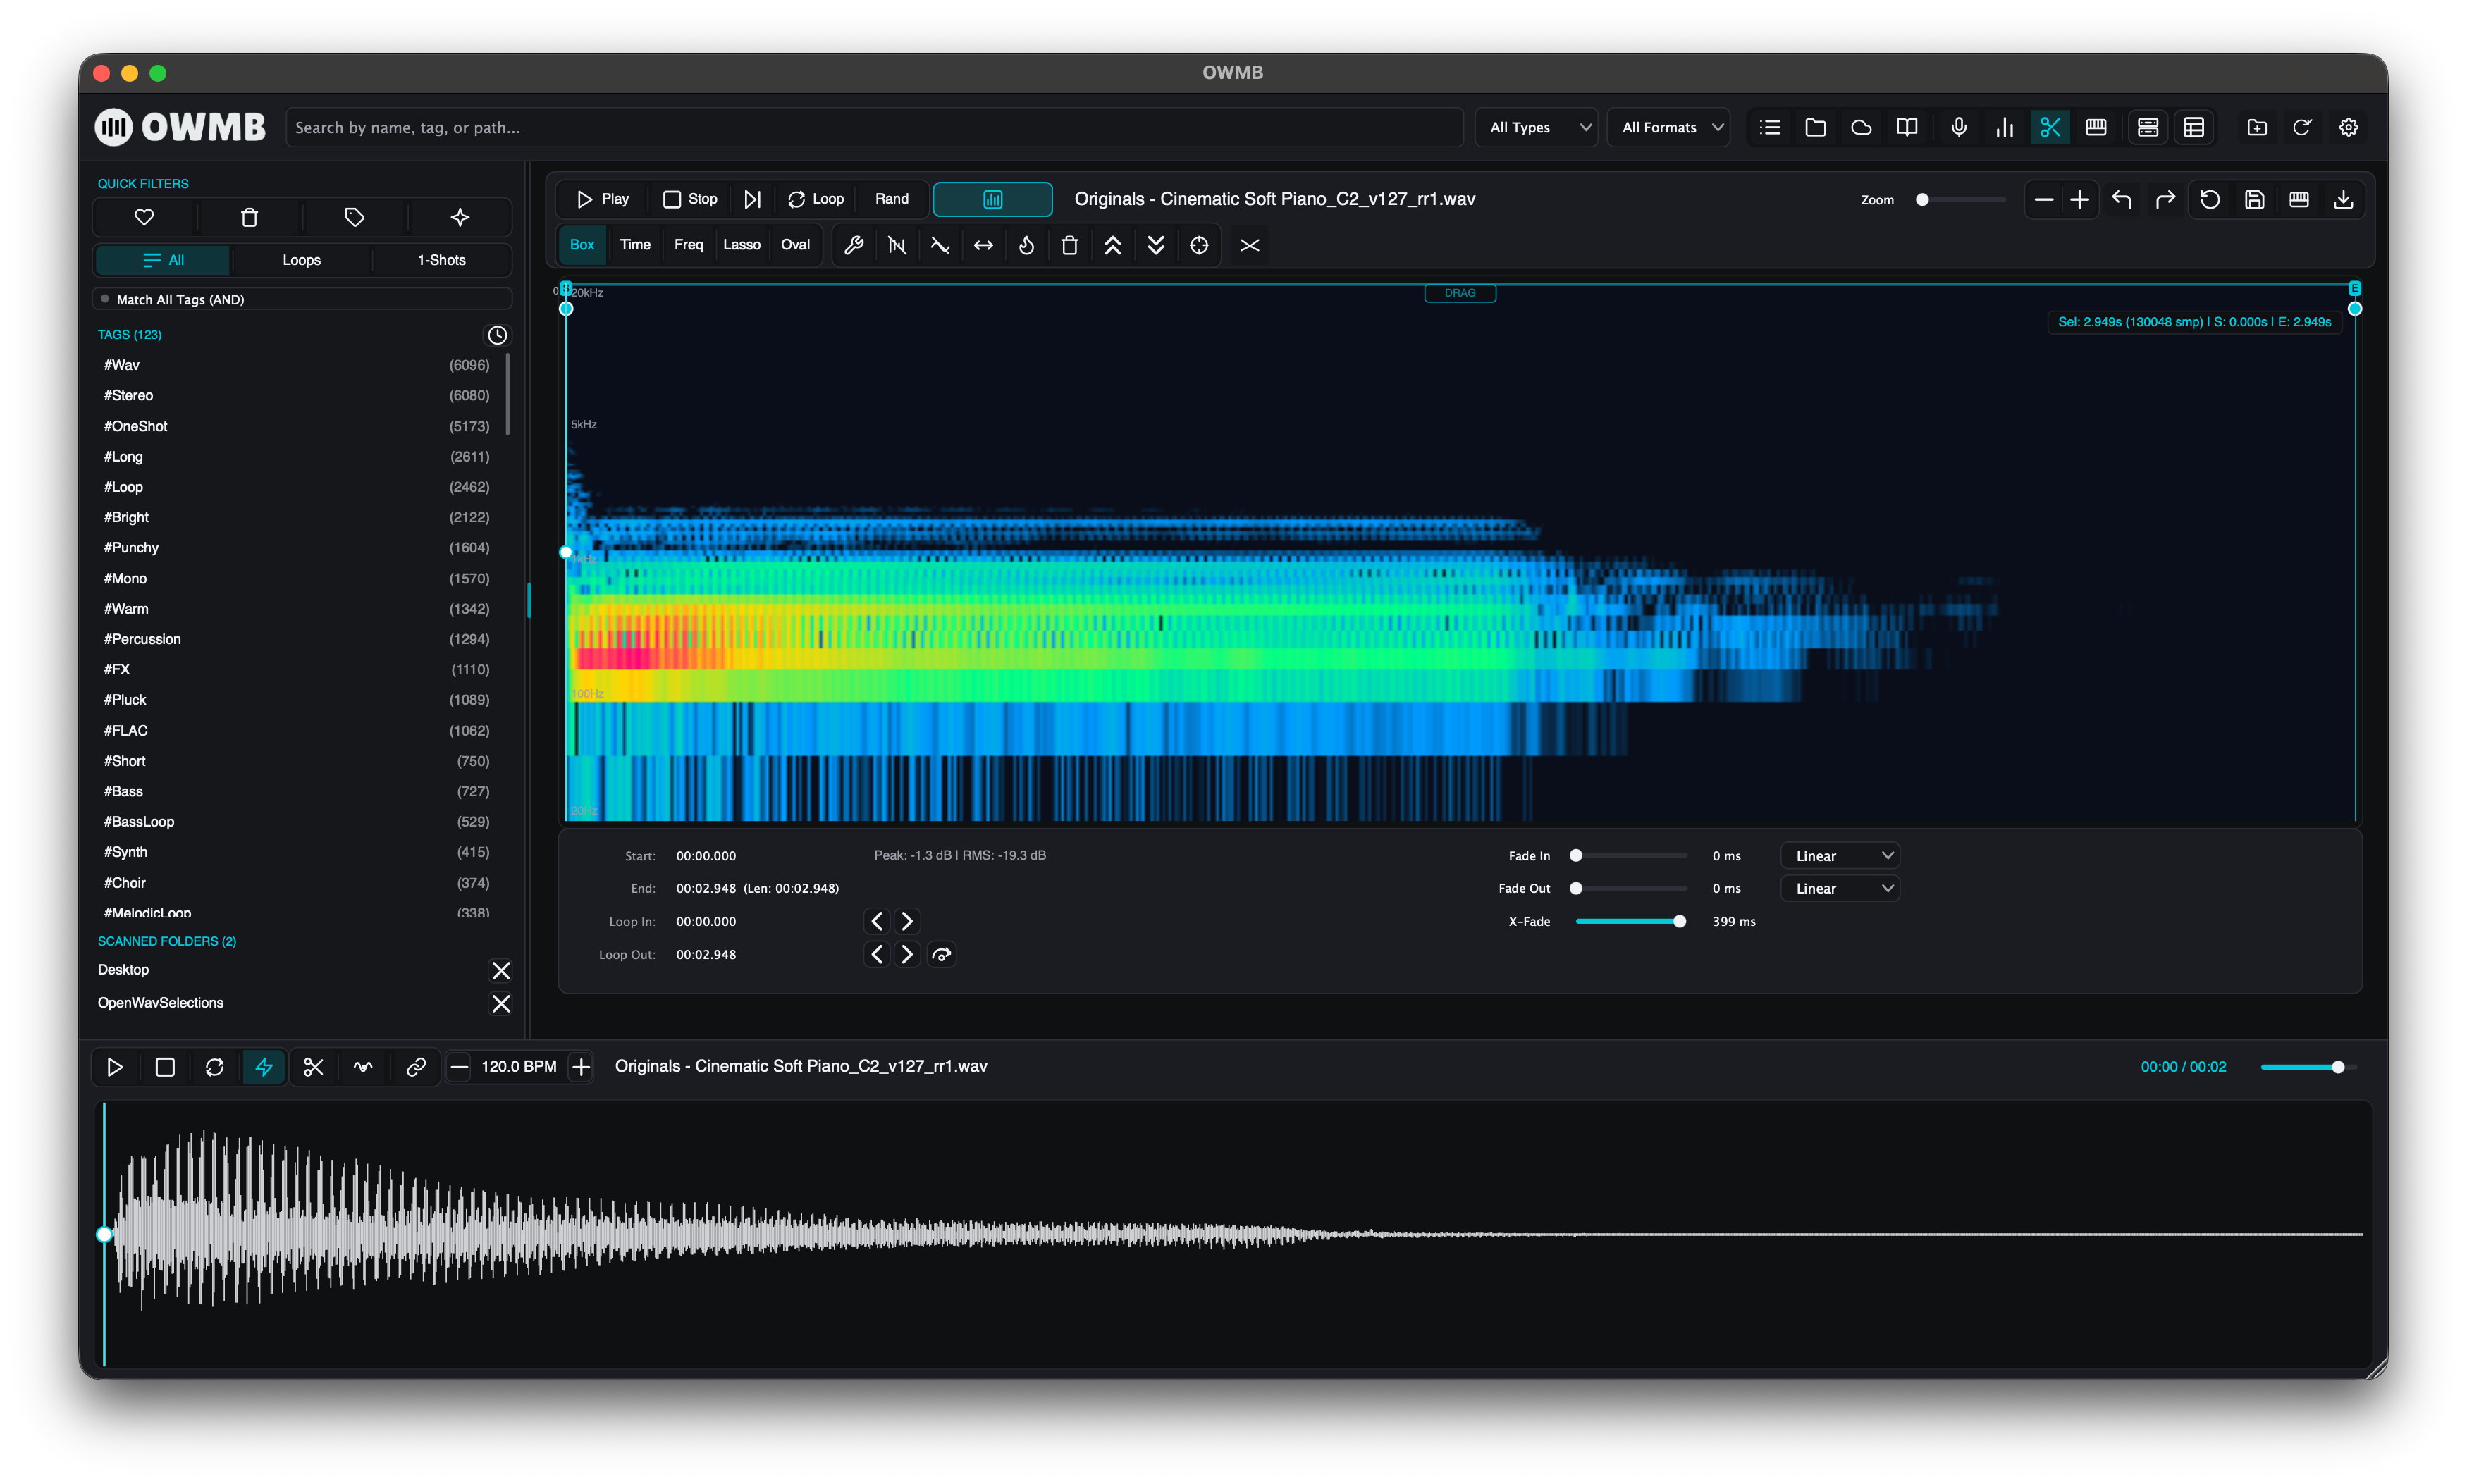 OWMB
OWMB
Search by name, tag, or path...
All Types
All Formats
QUICK FILTERS
All
Loops
1-Shots
Match All Tags (AND)
TAGS (123)
#Wav (6096)
#Stereo (6080)
#OneShot (5173)
#Long (2611)
#Loop (2462)
#Bright (2122)
#Punchy (1604)
#Mono (1570)
#Warm (1342)
#Percussion (1294)
#FX (1110)
#Pluck (1089)
#FLAC (1062)
#Short (750)
#Bass (727)
#BassLoop (529)
#Synth (415)
#Choir (374)
#MelodicLoop (338)
SCANNED FOLDERS (2)
Desktop
OpenWavSelections
Play
Stop
Loop
Rand
Originals - Cinematic Soft Piano_C2_v127_rr1.wav
Zoom
Box
Time
Freq
Lasso
Oval
0
20kHz
DRAG
E
Sel: 2.949s (130048 smp) | S: 0.000s | E: 2.949s
5kHz
1kHz
100Hz
20Hz
Start: 00:00.000
Peak: -1.3 dB | RMS: -19.3 dB
End: 00:02.948 (Len: 00:02.948)
Loop In: 00:00.000
Loop Out: 00:02.948
Fade In 0 ms Linear
Fade Out 0 ms Linear
X-Fade 399 ms
120.0 BPM
Originals - Cinematic Soft Piano_C2_v127_rr1.wav
00:00 / 00:02